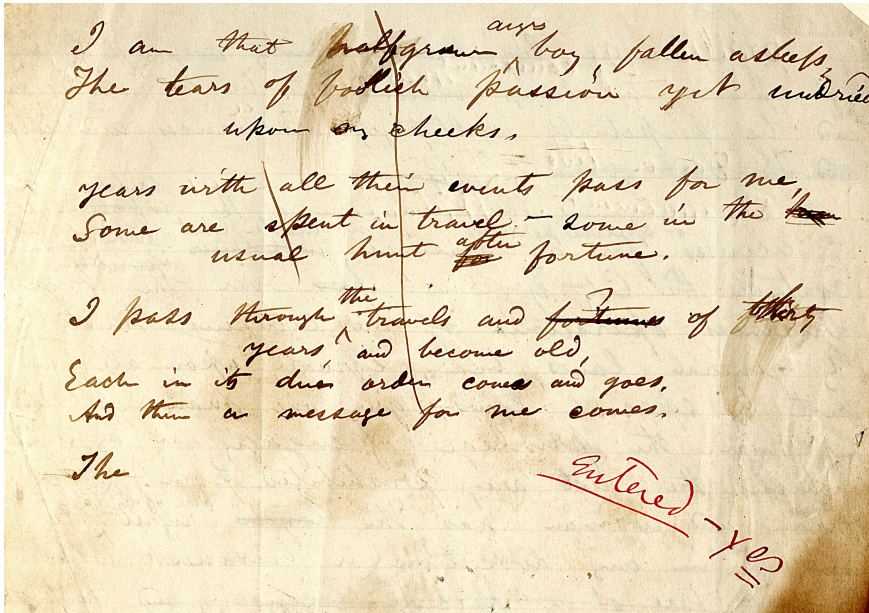 angry
I am that halfgrown boy, fallen asleep,
The tears of foolish passion yet undried
upon my cheeks.
years with all their events pass for me,
Some are spent in travel – some in the
usual hunt after for fortune.
I pass through the travels and fortunes of thirty
years, and become old,
Each in its due order comes and goes,
And then a message for me comes.
The
Entered – yes